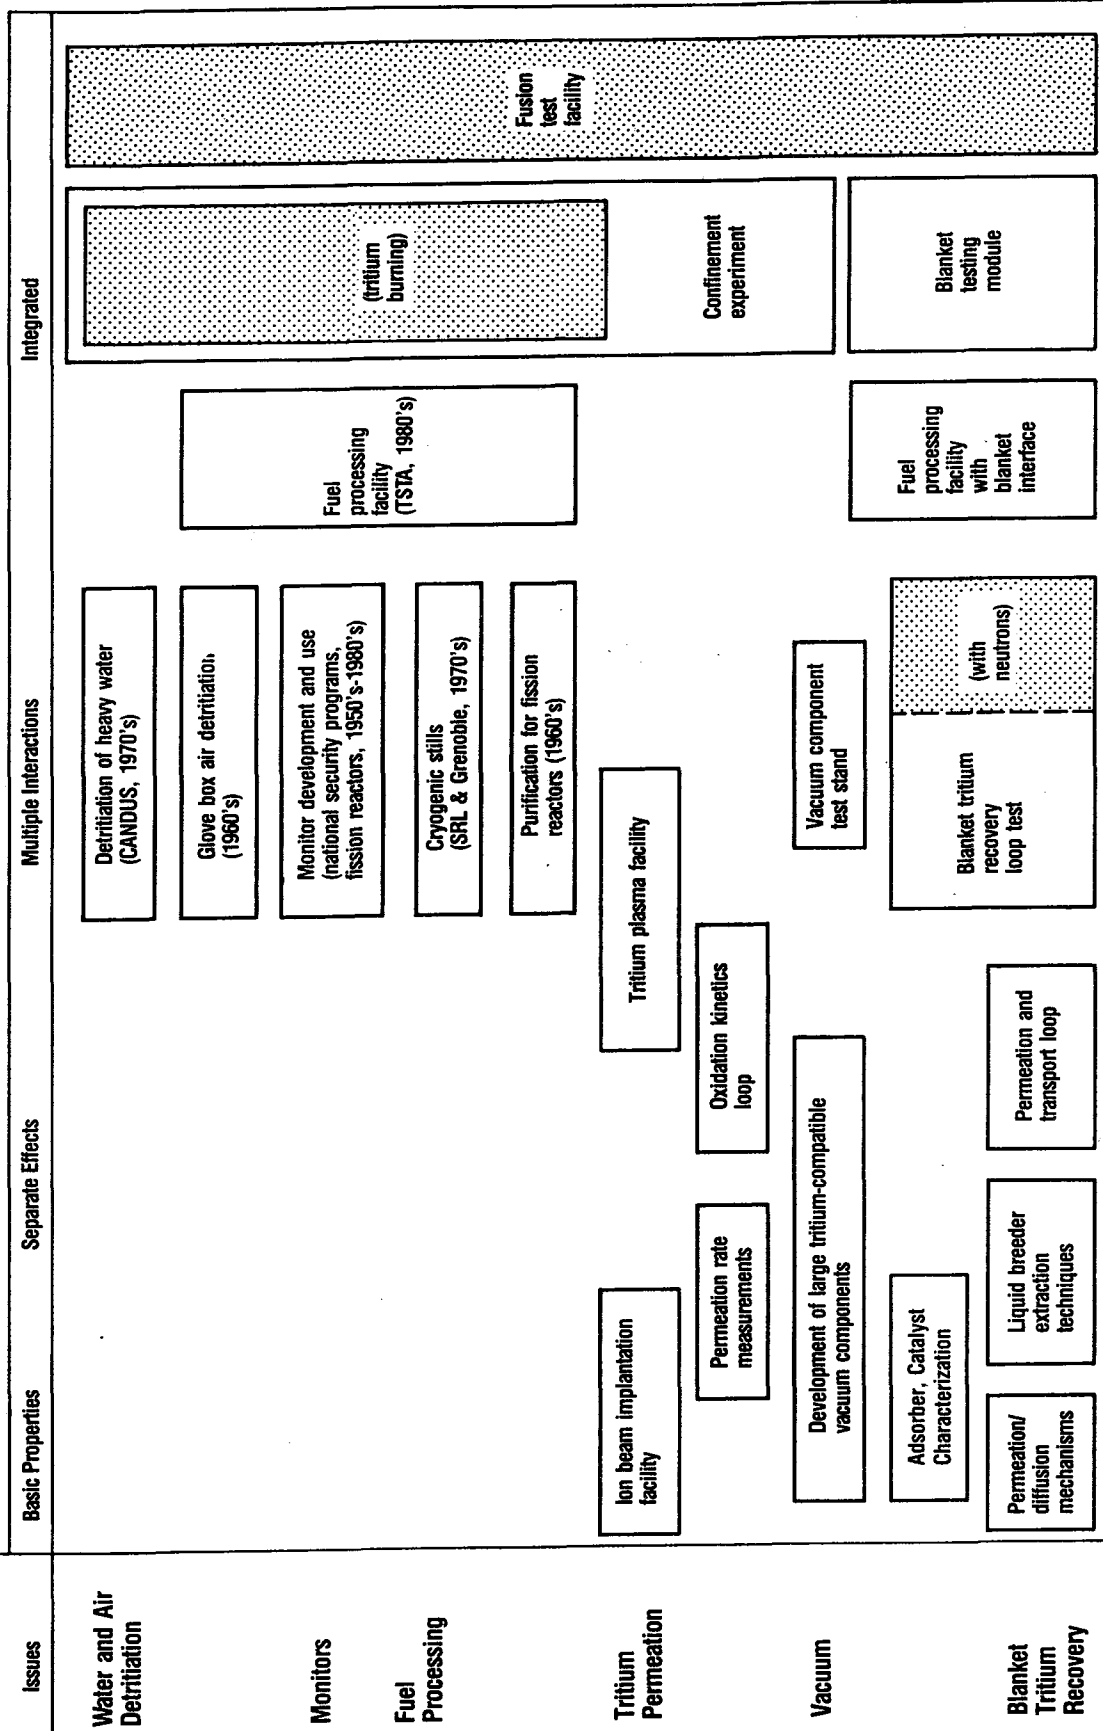 Issues
Basic Properties
Separate Effects
Multiple Interactions
Integrated
Water and Air
Detritiation
Detritiation of heavy water
(CANDUS, 1970's)
Glove box air detritiation
(1960's)
Monitors
Monitor development and use
(national security programs,
fission reactors, 1950's-1980's)
Fuel
Processing
Cryogenic stills
(SRL & Grenoble, 1970's)
Purification for fission
reactors (1960's)
Fuel
processing
facility
(TSTA, 1980's)
(tritium
burning)
Fusion
test
facility
Tritium
Permeation
Ion beam implantation
facility
Tritium plasma facility
Permeation rate
measurements
Oxidation kinetics
loop
Confinement
experiment
Vacuum
Development of large tritium-compatible
vacuum components
Vacuum component
test stand
Blanket
Tritium
Recovery
Adsorber, Catalyst
Characterization
Permeation/
diffusion
mechanisms
Liquid breeder
extraction
techniques
Permeation and
transport loop
Blanket tritium
recovery
loop test
(with
neutrons)
Fuel
processing
facility
with
blanket
interface
Blanket
testing
module